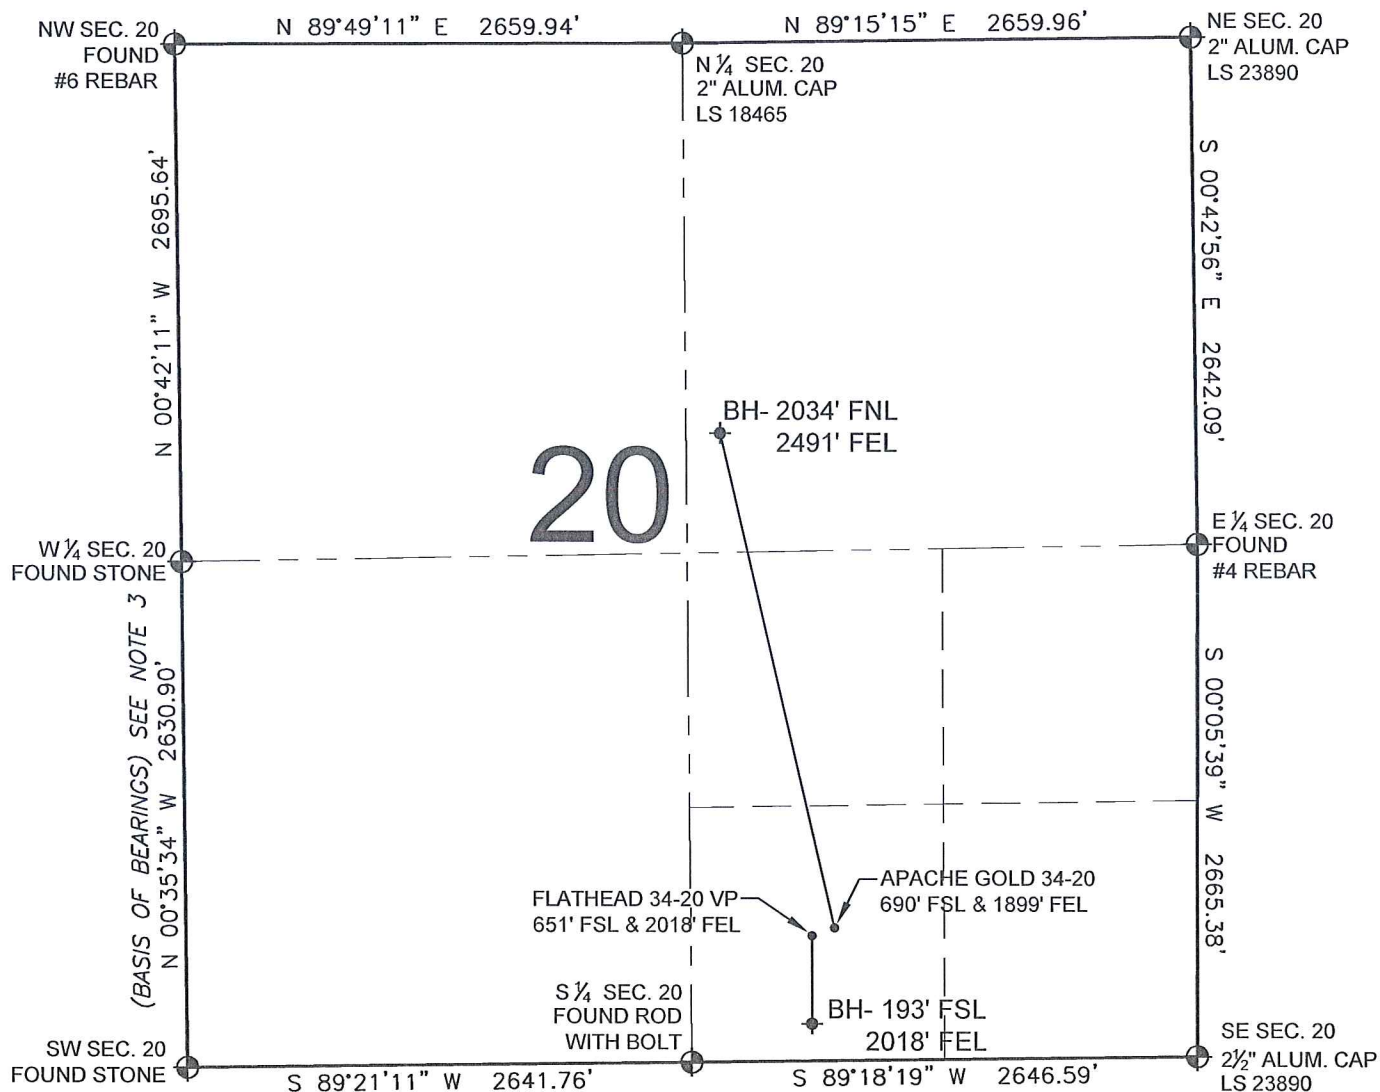 N 89°49'11" E 2659.94'
N 89°15'15" E 2659.96'
NW SEC. 20
FOUND
#6 REBAR
N ¼ SEC. 20
2" ALUM. CAP
LS 18465
NE SEC. 20
2" ALUM. CAP
LS 23890
N 00°42'11" W 2695.64'
S 00°42'56" E 2642.09'
BH- 2034' FNL
2491' FEL
20
W ¼ SEC. 20
FOUND STONE
E ¼ SEC. 20
FOUND
#4 REBAR
(BASIS OF BEARINGS) SEE NOTE 3
N 00°35'34" W 2630.90'
S 00°05'39" W 2665.38'
FLATHEAD 34-20 VP
651' FSL & 2018' FEL
APACHE GOLD 34-20
690' FSL & 1899' FEL
S ¼ SEC. 20
FOUND ROD
WITH BOLT
BH- 193' FSL
2018' FEL
SW SEC. 20
FOUND STONE
SE SEC. 20
2½" ALUM. CAP
LS 23890
S 89°21'11" W 2641.76'
S 89°18'19" W 2646.59'